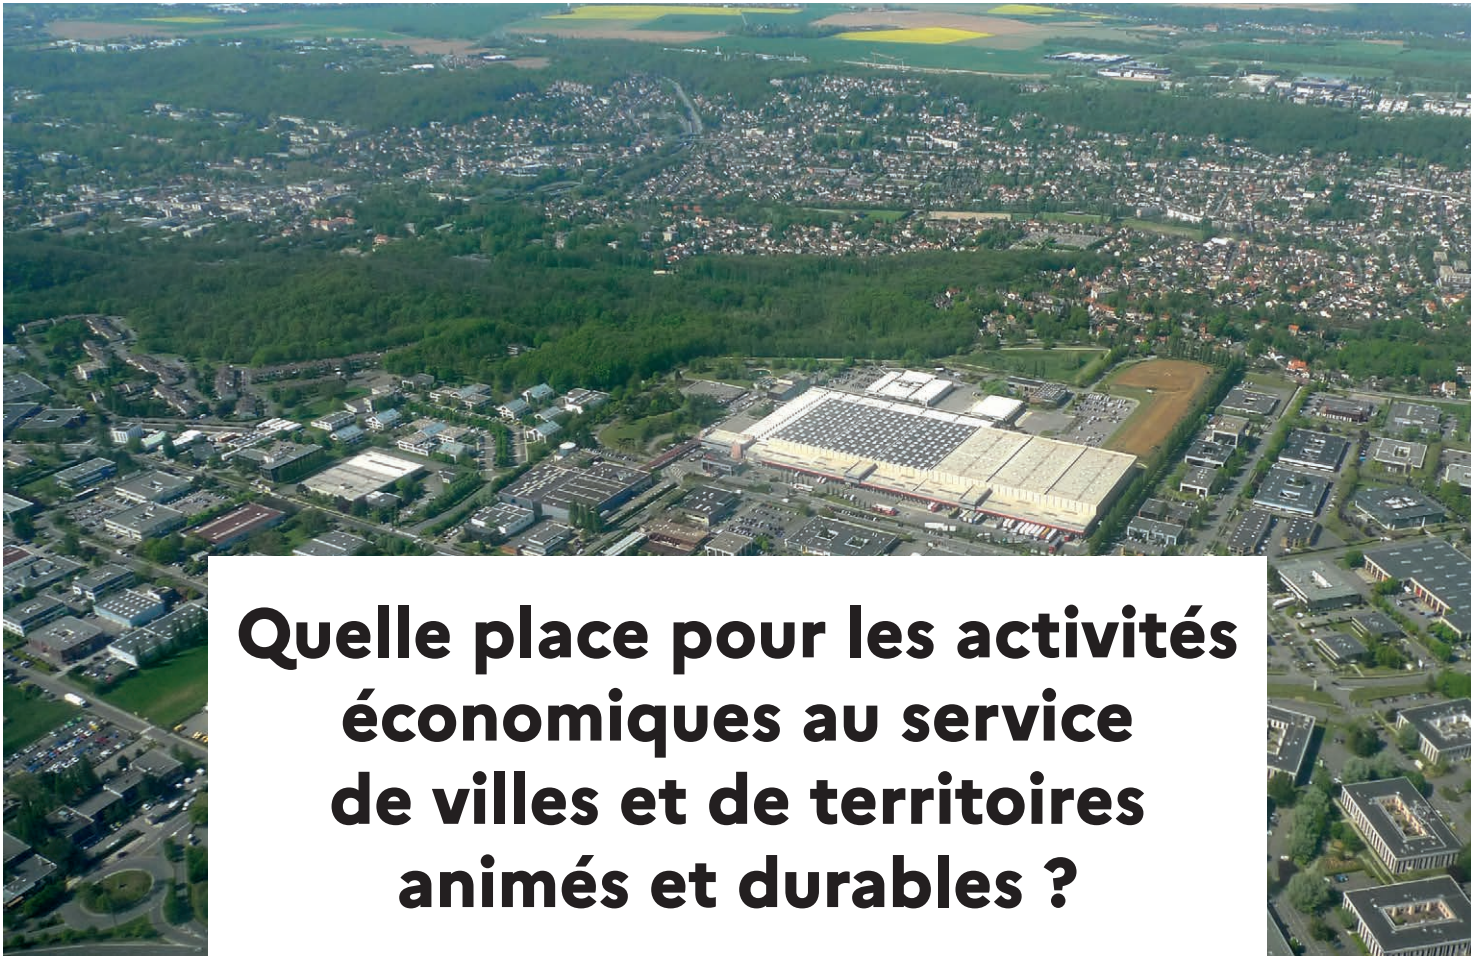 Quelle place pour les activités
économiques au service
de villes et de territoires
animés et durables ?